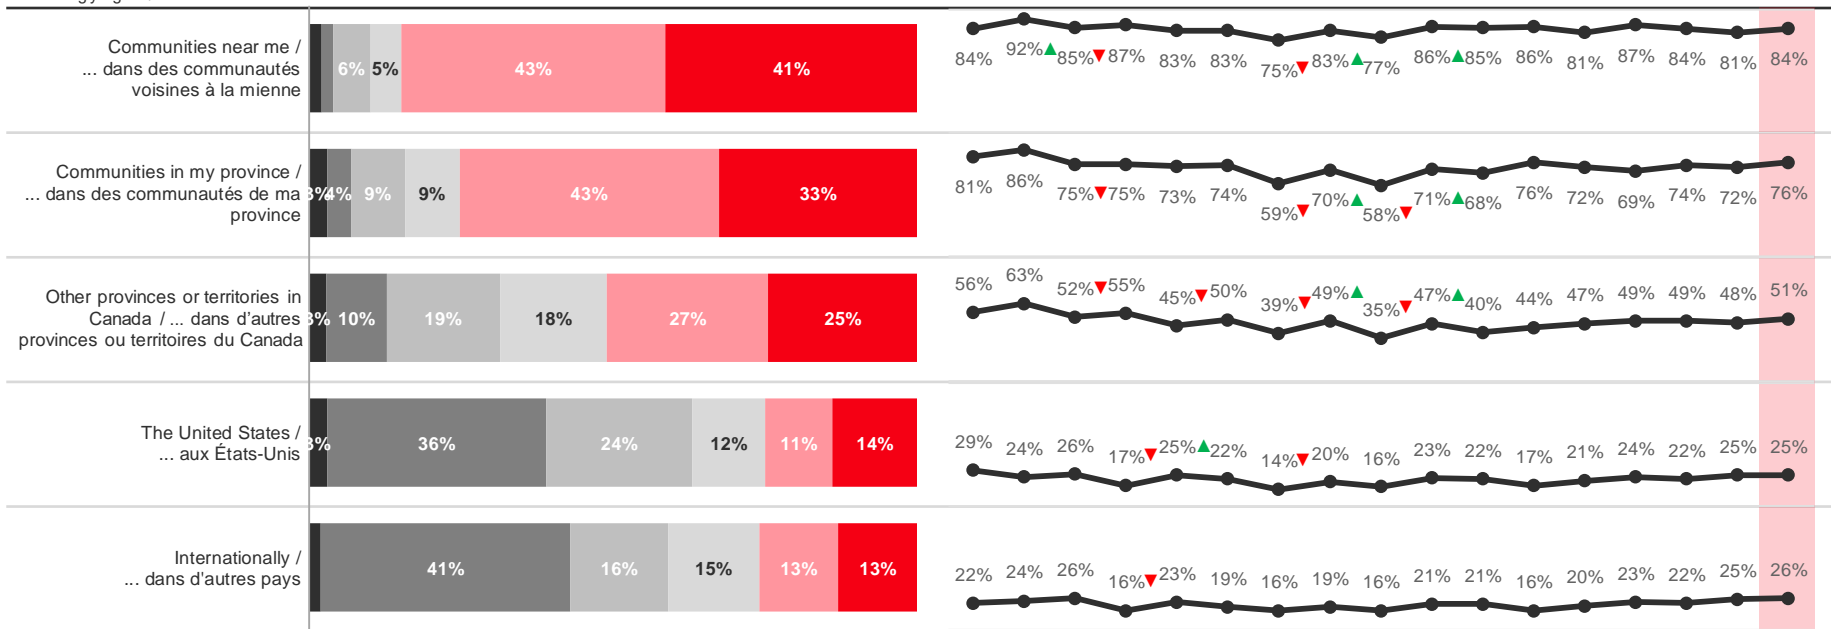 Communities near me /
... dans des communautés
voisines à la mienne
6% 5% 43% 41%
84% 92% 85% 87% 83% 83% 75% 83% 77% 86% 85% 86% 81% 87% 84% 81% 84%
Communities in my province /
... dans des communautés de ma
province
3% 4% 9% 9% 43% 33%
81% 86% 75% 75% 73% 74% 59% 70% 58% 71% 68% 76% 72% 69% 74% 72% 76%
Other provinces or territories in
Canada / ... dans d'autres
provinces ou territoires du Canada
3% 10% 19% 18% 27% 25%
56% 63% 52% 55% 45% 50% 39% 49% 35% 47% 40% 44% 47% 49% 49% 48% 51%
The United States /
... aux États-Unis
3% 36% 24% 12% 11% 14%
29% 24% 26% 17% 25% 22% 14% 20% 16% 23% 22% 17% 21% 24% 22% 25% 25%
Internationally /
... dans d'autres pays
41% 16% 15% 13% 13%
22% 24% 26% 16% 23% 19% 16% 19% 16% 21% 21% 16% 20% 23% 22% 25% 26%